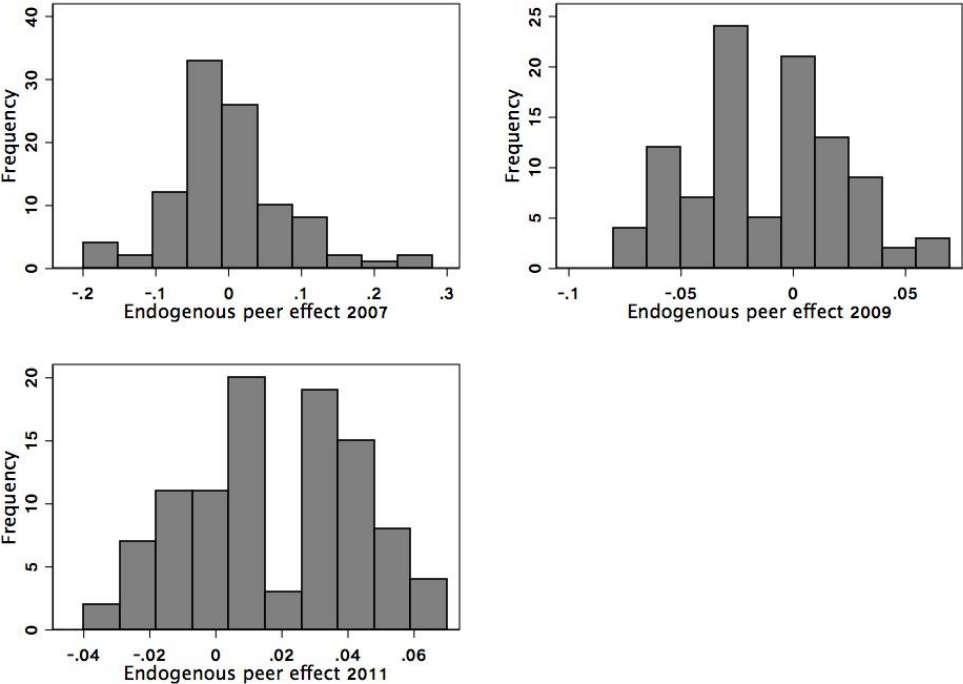 Frequency
40
30
20
10
0
-.2 -.1 0 .1 .2 .3
Endogenous peer effect 2007
Frequency
25
20
15
10
5
0
-.1 -.05 0 .05
Endogenous peer effect 2009
Frequency
20
15
10
5
0
-.04 -.02 0 .02 .04 .06
Endogenous peer effect 2011